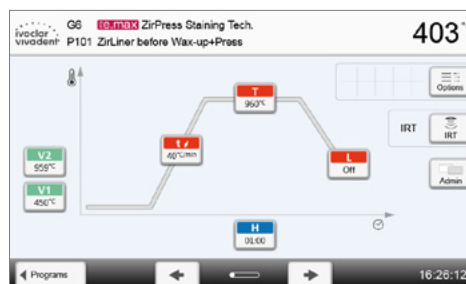 ivoclar
vivadent
G6 IPS e.max ZirPress Staining Tech.
P101 ZirLiner before Wax-up+Press
403°
Options
T
960°C
IRT
IRT
t
40°C/min
V2
959°C
L
Off
Admin
V1
450°C
H
01:00
Programs
16:26:12